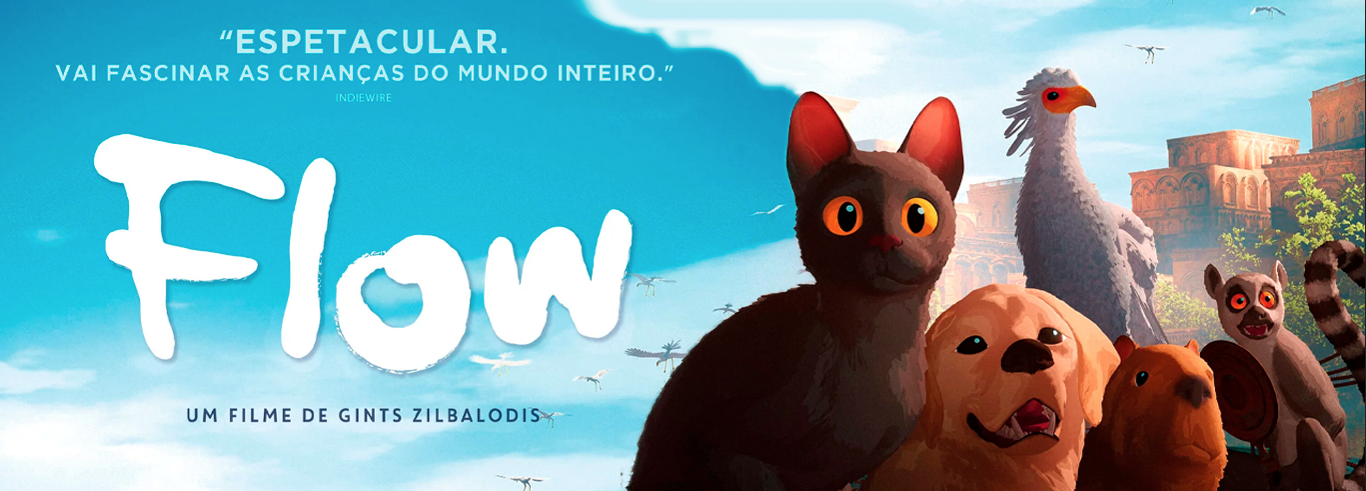 “ESPETACULAR.
VAI FASCINAR AS CRIANÇAS DO MUNDO INTEIRO.”
INDIEWIRE
Flow
UM FILME DE GINTS ZILBALODIS